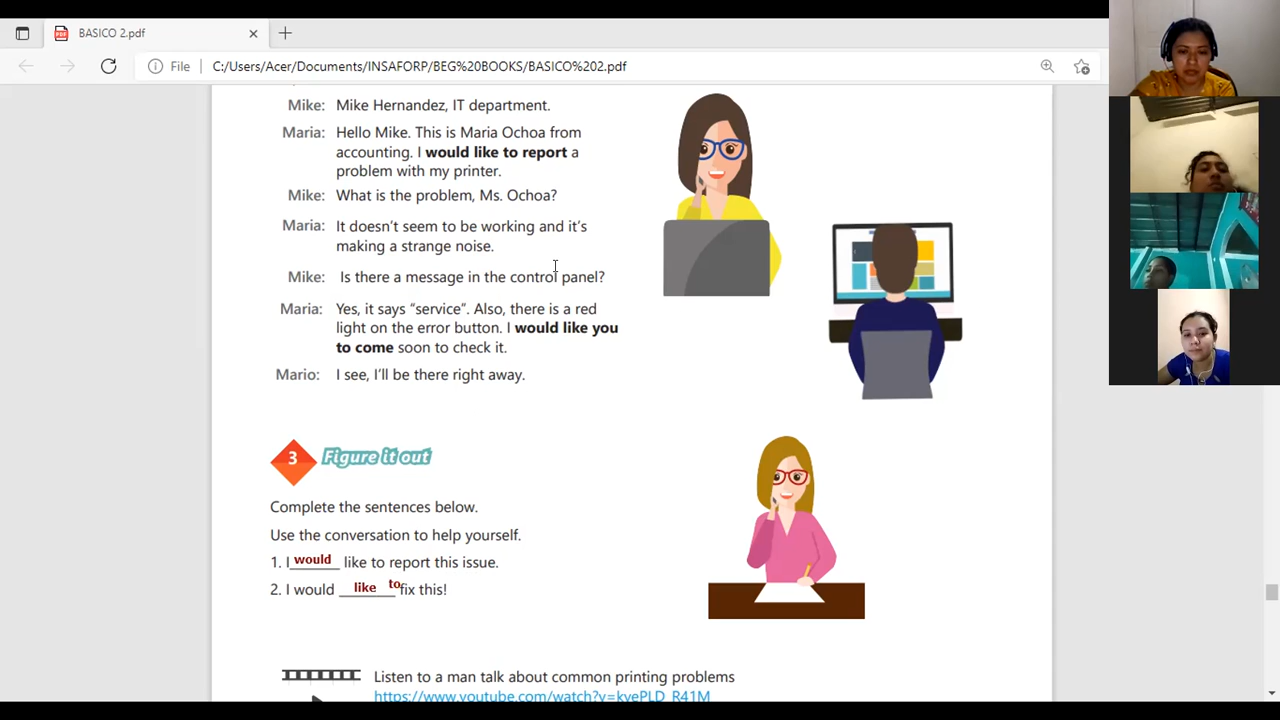 BASICO 2.pdf
File C:/Users/Acer/Documents/INSAFORP/BEG%20BOOKS/BASICO%202.pdf
Mike: Mike Hernandez, IT department.
Maria: Hello Mike. This is Maria Ochoa from
accounting. I would like to report a
problem with my printer.
Mike: What is the problem, Ms. Ochoa?
Maria: It doesn't seem to be working and it's
making a strange noise.
Mike: Is there a message in the control panel?
Maria: Yes, it says “service”. Also, there is a red
light on the error button. I would like you
to come soon to check it.
Mario: I see, I'll be there right away.
3 Figure it out
Complete the sentences below.
Use the conversation to help yourself.
1. I would like to report this issue.
2. I would like to fix this!
Listen to a man talk about common printing problems
https://www.youtube.com/watch?v=kyePLD_R41M